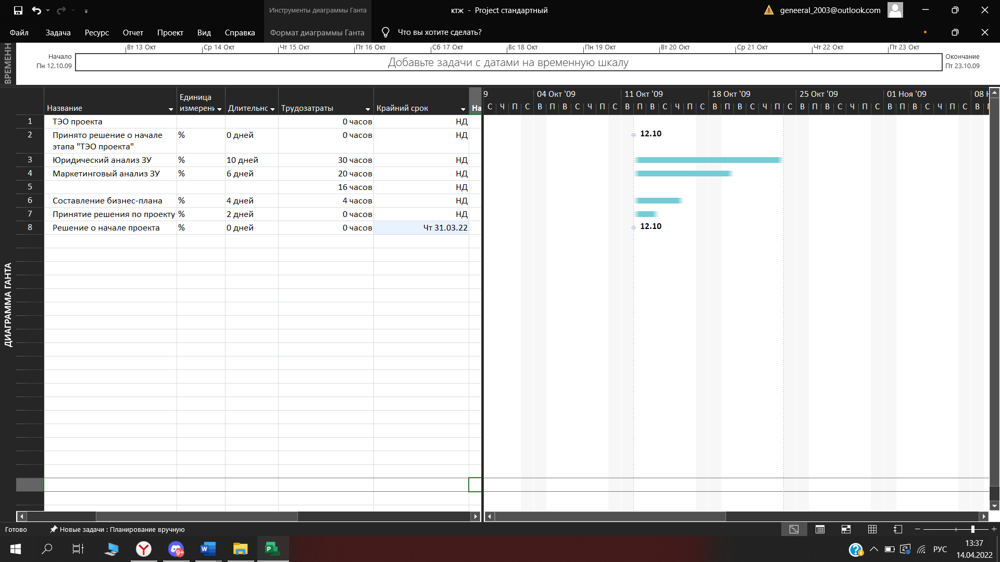 Инструменты диаграммы Ганта
ктж - Project стандартный
geneeral_2003@outlook.com
Файл Задача Ресурс Отчет Проект Вид Справка Формат диаграммы Ганта Что вы хотите сделать?
ВРЕМЕНН
Вт 13 Окт Ср 14 Окт Чт 15 Окт Пт 16 Окт Сб 17 Окт Вс 18 Окт Пн 19 Окт Вт 20 Окт Ср 21 Окт Чт 22 Окт Пт 23 Окт
Начало
Пн 12.10.09
Добавьте задачи с датами на временную шкалу
Окончание
Пт 23.10.09
ДИАГРАММА ГАНТА
Название Единица измерени Длительнс Трудозатраты Крайний срок На
9 04 Окт '09 11 Окт '09 18 Окт '09 25 Окт '09 01 Ноя '09 08 Н
С Ч П С В П В С Ч П С В П В С Ч П С В П В С Ч П С В П В С Ч П С В П В С Ч П С В П
1 ТЭО проекта 0 часов НД
2 Принято решение о начале этапа "ТЭО проекта" % 0 дней 0 часов НД
12.10
3 Юридический анализ ЗУ % 10 дней 30 часов НД
4 Маркетинговый анализ ЗУ % 6 дней 20 часов НД
5 16 часов НД
6 Составление бизнес-плана % 4 дней 4 часов НД
7 Принятие решения по проекту % 2 дней 0 часов НД
8 Решение о начале проекта % 0 дней 0 часов Чт 31.03.22
12.10
Готово Новые задачи : Планирование вручную
9+
РУС
13:37
14.04.2022